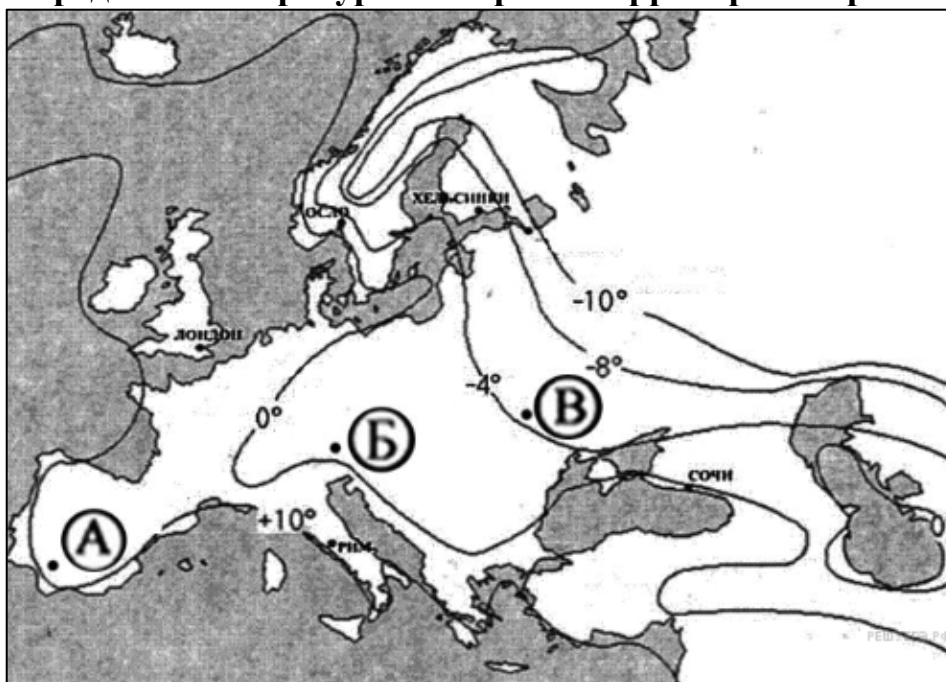 ХЕЛЬСИНКИ
ОСЛО
-10°
ЛОНДОН
-8°
-4°
В
0°
Б
СОЧИ
+10°
А
РИМ